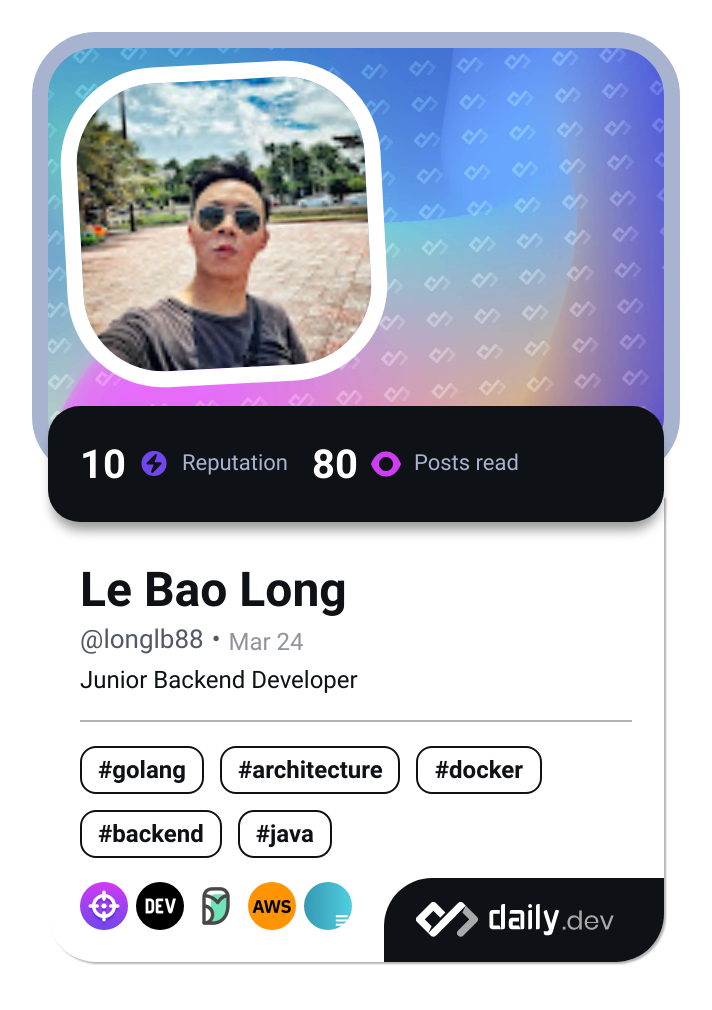 10 Reputation 80 Posts read
Le Bao Long
@longlb88 • Mar 24
Junior Backend Developer
#golang #architecture #docker
#backend #java
DEV AWS
daily.dev